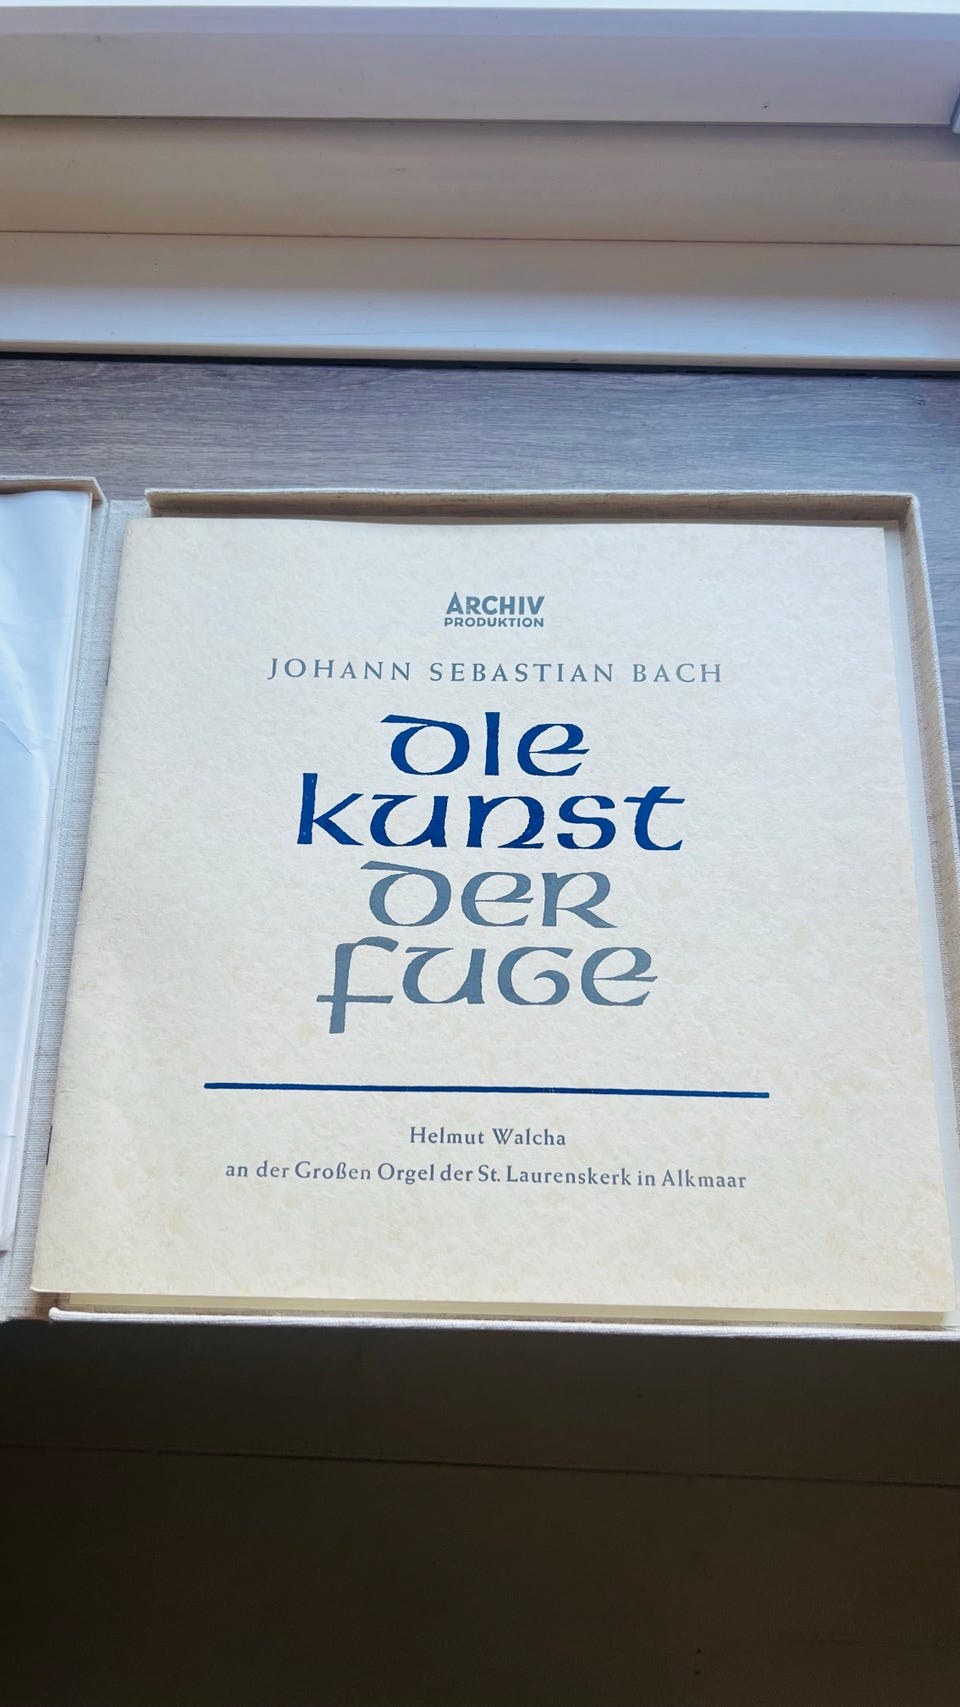 ARCHIV
PRODUKTION
JOHANN SEBASTIAN BACH
Die
kunst
Der
fuge
Helmut Walcha
an der Großen Orgel der St. Laurenskerk in Alkmaar